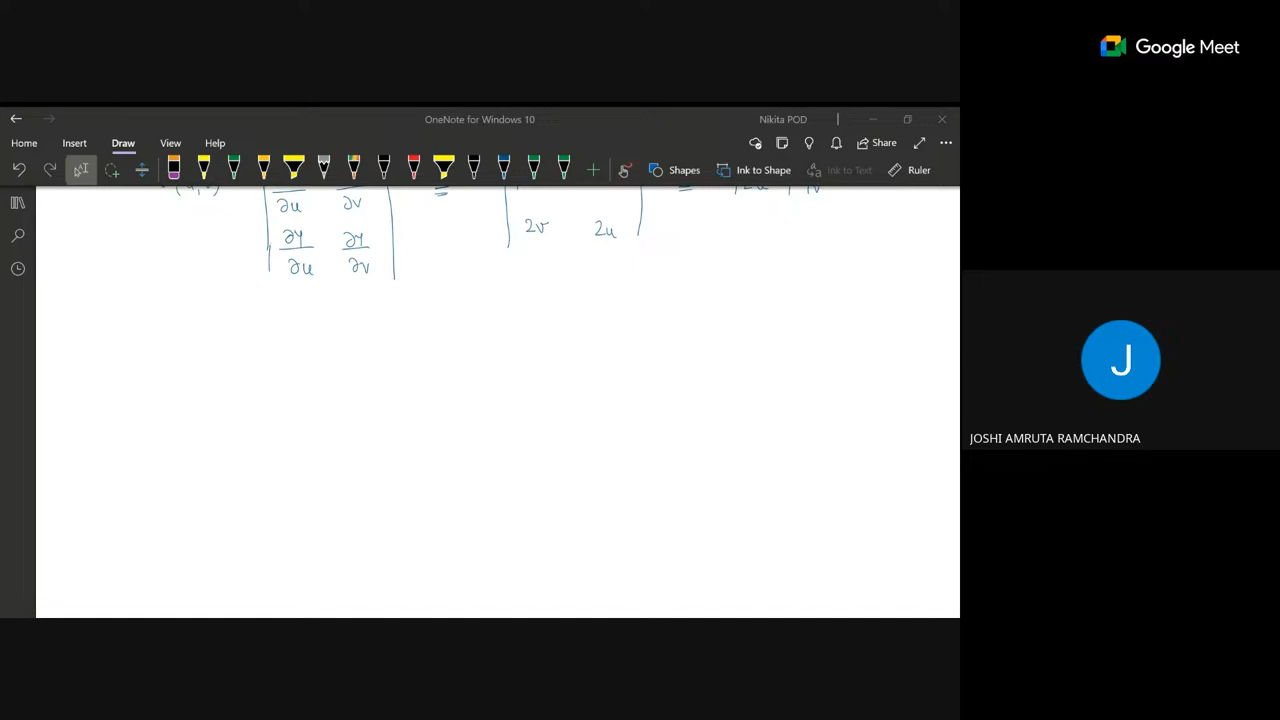 Google Meet
OneNote for Windows 10
Nikita POD
Home
Insert
Draw
View
Help
Share
Shapes
Ink to Shape
Ink to Text
Ruler
∂u ∂v
2v 2u
∂y ∂y
∂u ∂v
J
JOSHI AMRUTA RAMCHANDRA